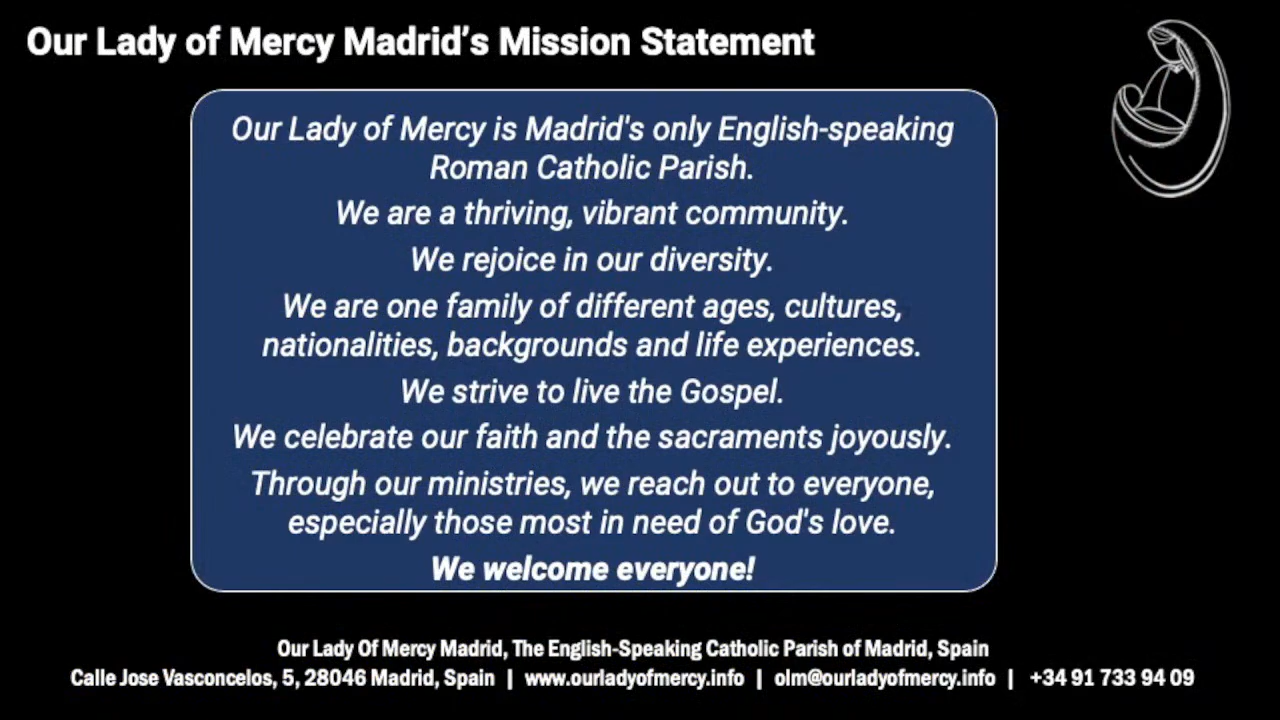 Our Lady of Mercy Madrid’s Mission Statement
Our Lady of Mercy is Madrid's only English-speaking
Roman Catholic Parish.
We are a thriving, vibrant community.
We rejoice in our diversity.
We are one family of different ages, cultures,
nationalities, backgrounds and life experiences.
We strive to live the Gospel.
We celebrate our faith and the sacraments joyously.
Through our ministries, we reach out to everyone,
especially those most in need of God's love.
We welcome everyone!
Our Lady Of Mercy Madrid, The English-Speaking Catholic Parish of Madrid, Spain
Calle Jose Vasconcelos, 5, 28046 Madrid, Spain | www.ourladyofmercy.info | olm@ourladyofmercy.info | +34 91 733 94 09